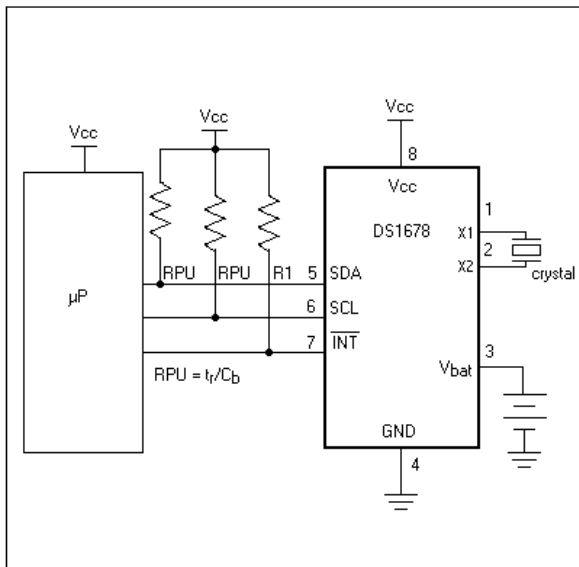 Vcc
Vcc
Vcc
8
Vcc
1
DS1678
X1
2
X2
crystal
RPU
RPU
R1
5
SDA
µP
6
SCL
7
INT
3
RPU = tr/Cb
Vbat
GND
4